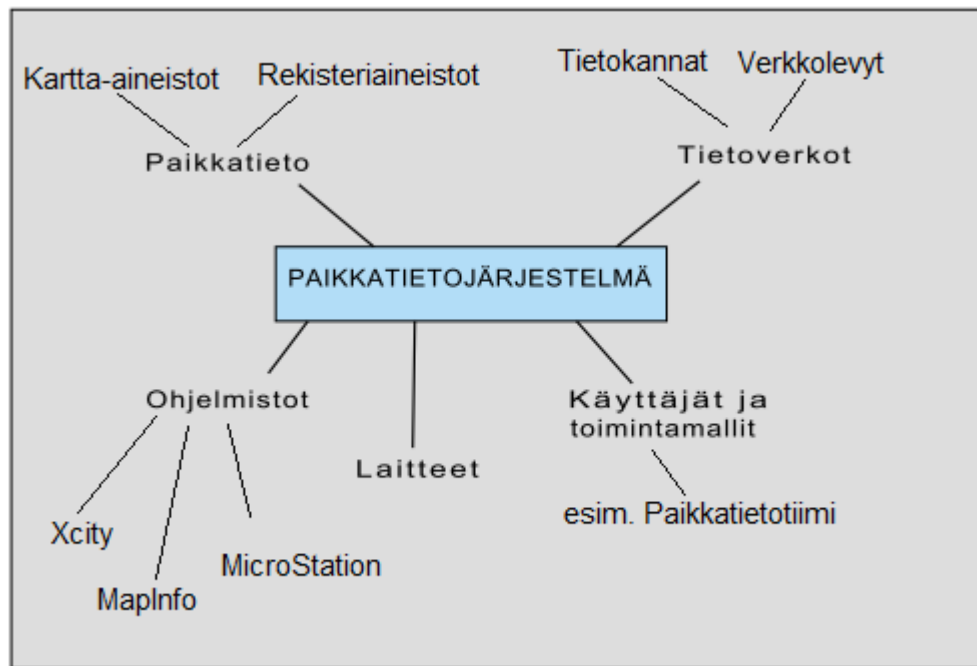 Kartta-aineistot
Rekisteriaineistot
Tietokannat
Verkkolevyt
Paikkatieto
Tietoverkot
PAIKKATIETOJÄRJESTELMÄ
Ohjelmistot
Käyttäjät ja
toimintamallit
Laitteet
Xcity
MapInfo
MicroStation
esim. Paikkatietotiimi